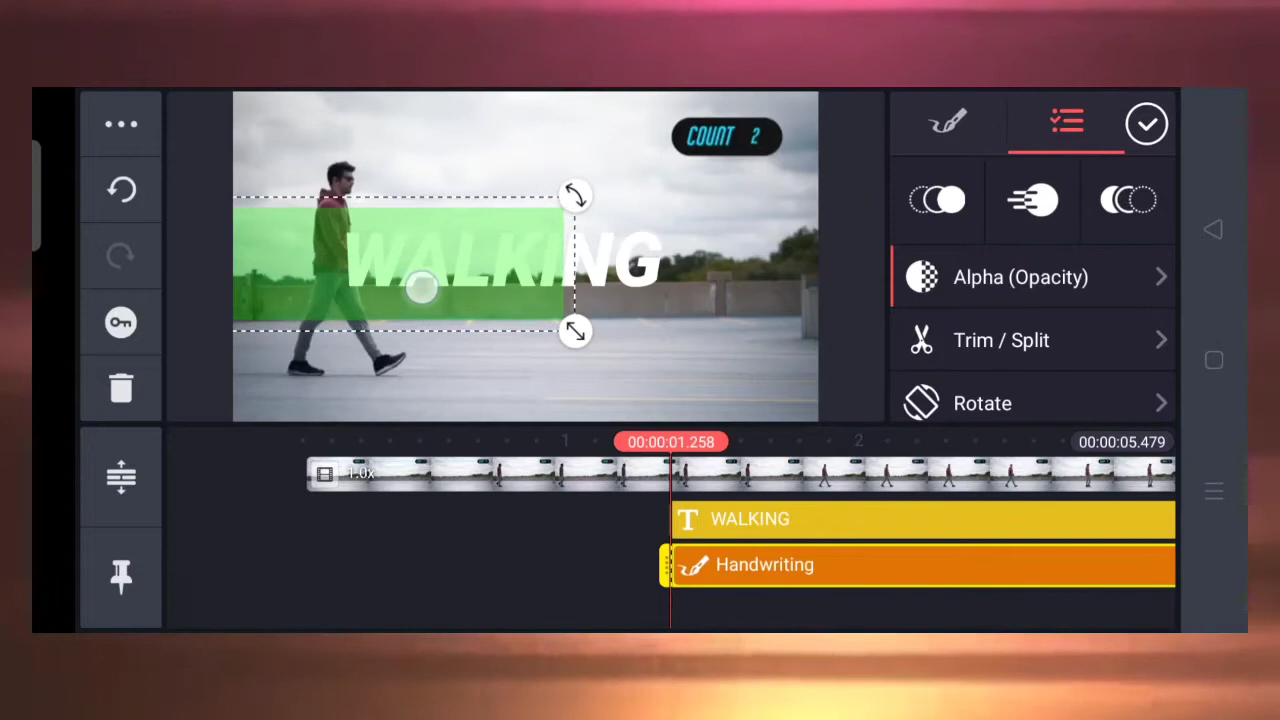 COUNT 2
WALKING
Alpha (Opacity)
Trim / Split
Rotate
1
00:00:01.258
2
00:00:05.479
1.0x
T WALKING
Handwriting